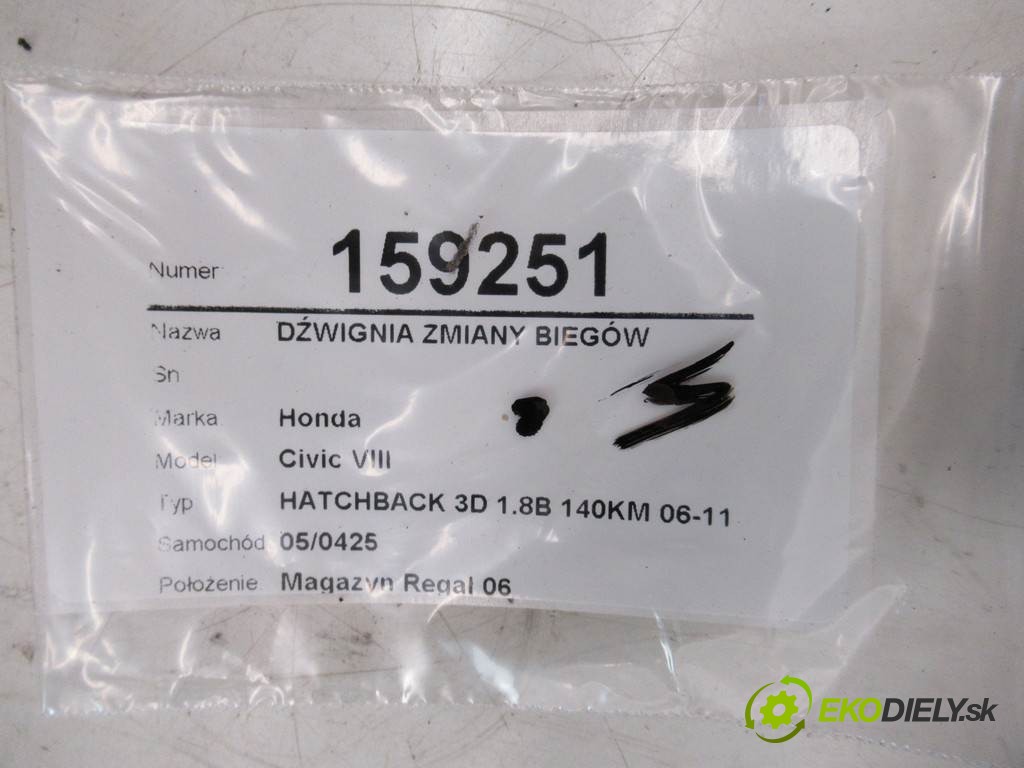 Numer 159251
Nazwa DŹWIGNIA ZMIANY BIEGÓW
Sn
Marka Honda
Model Civic VIII
Typ HATCHBACK 3D 1.8B 140KM 06-11
Samochód 05/0425
Położenie Magazyn Regal 06
EKODIELY.sk